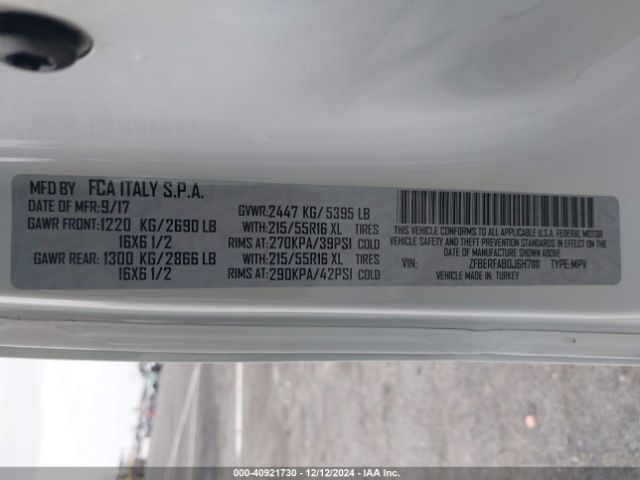 MFD BY FCA ITALY S.P.A.
DATE OF MFR: 9/17 GVWR: 2447 KG/ 5395 LB
GAWR FRONT: 1220 KG/2690 LB WITH: 215/55R16 XL TIRES
16X6 1/2 RIMS AT: 270KPA/39PSI COLD
GAWR REAR: 1300 KG/2866 LB WITH: 215/55R16 XL TIRES
16X6 1/2 RIMS AT: 290KPA/42PSI COLD
THIS VEHICLE CONFORMS TO ALL APPLICABLE U.S.A. FEDERAL MOTOR
VEHICLE SAFETY, BUMPER, AND THEFT PREVENTION STANDARDS IN EFFECT ON THE
DATE OF MANUFACTURE SHOWN ABOVE
VIN: TYPE: MPV
VEHICLE MADE IN: TURKEY
000-40921730 - 12/12/2024 - IAA Inc.